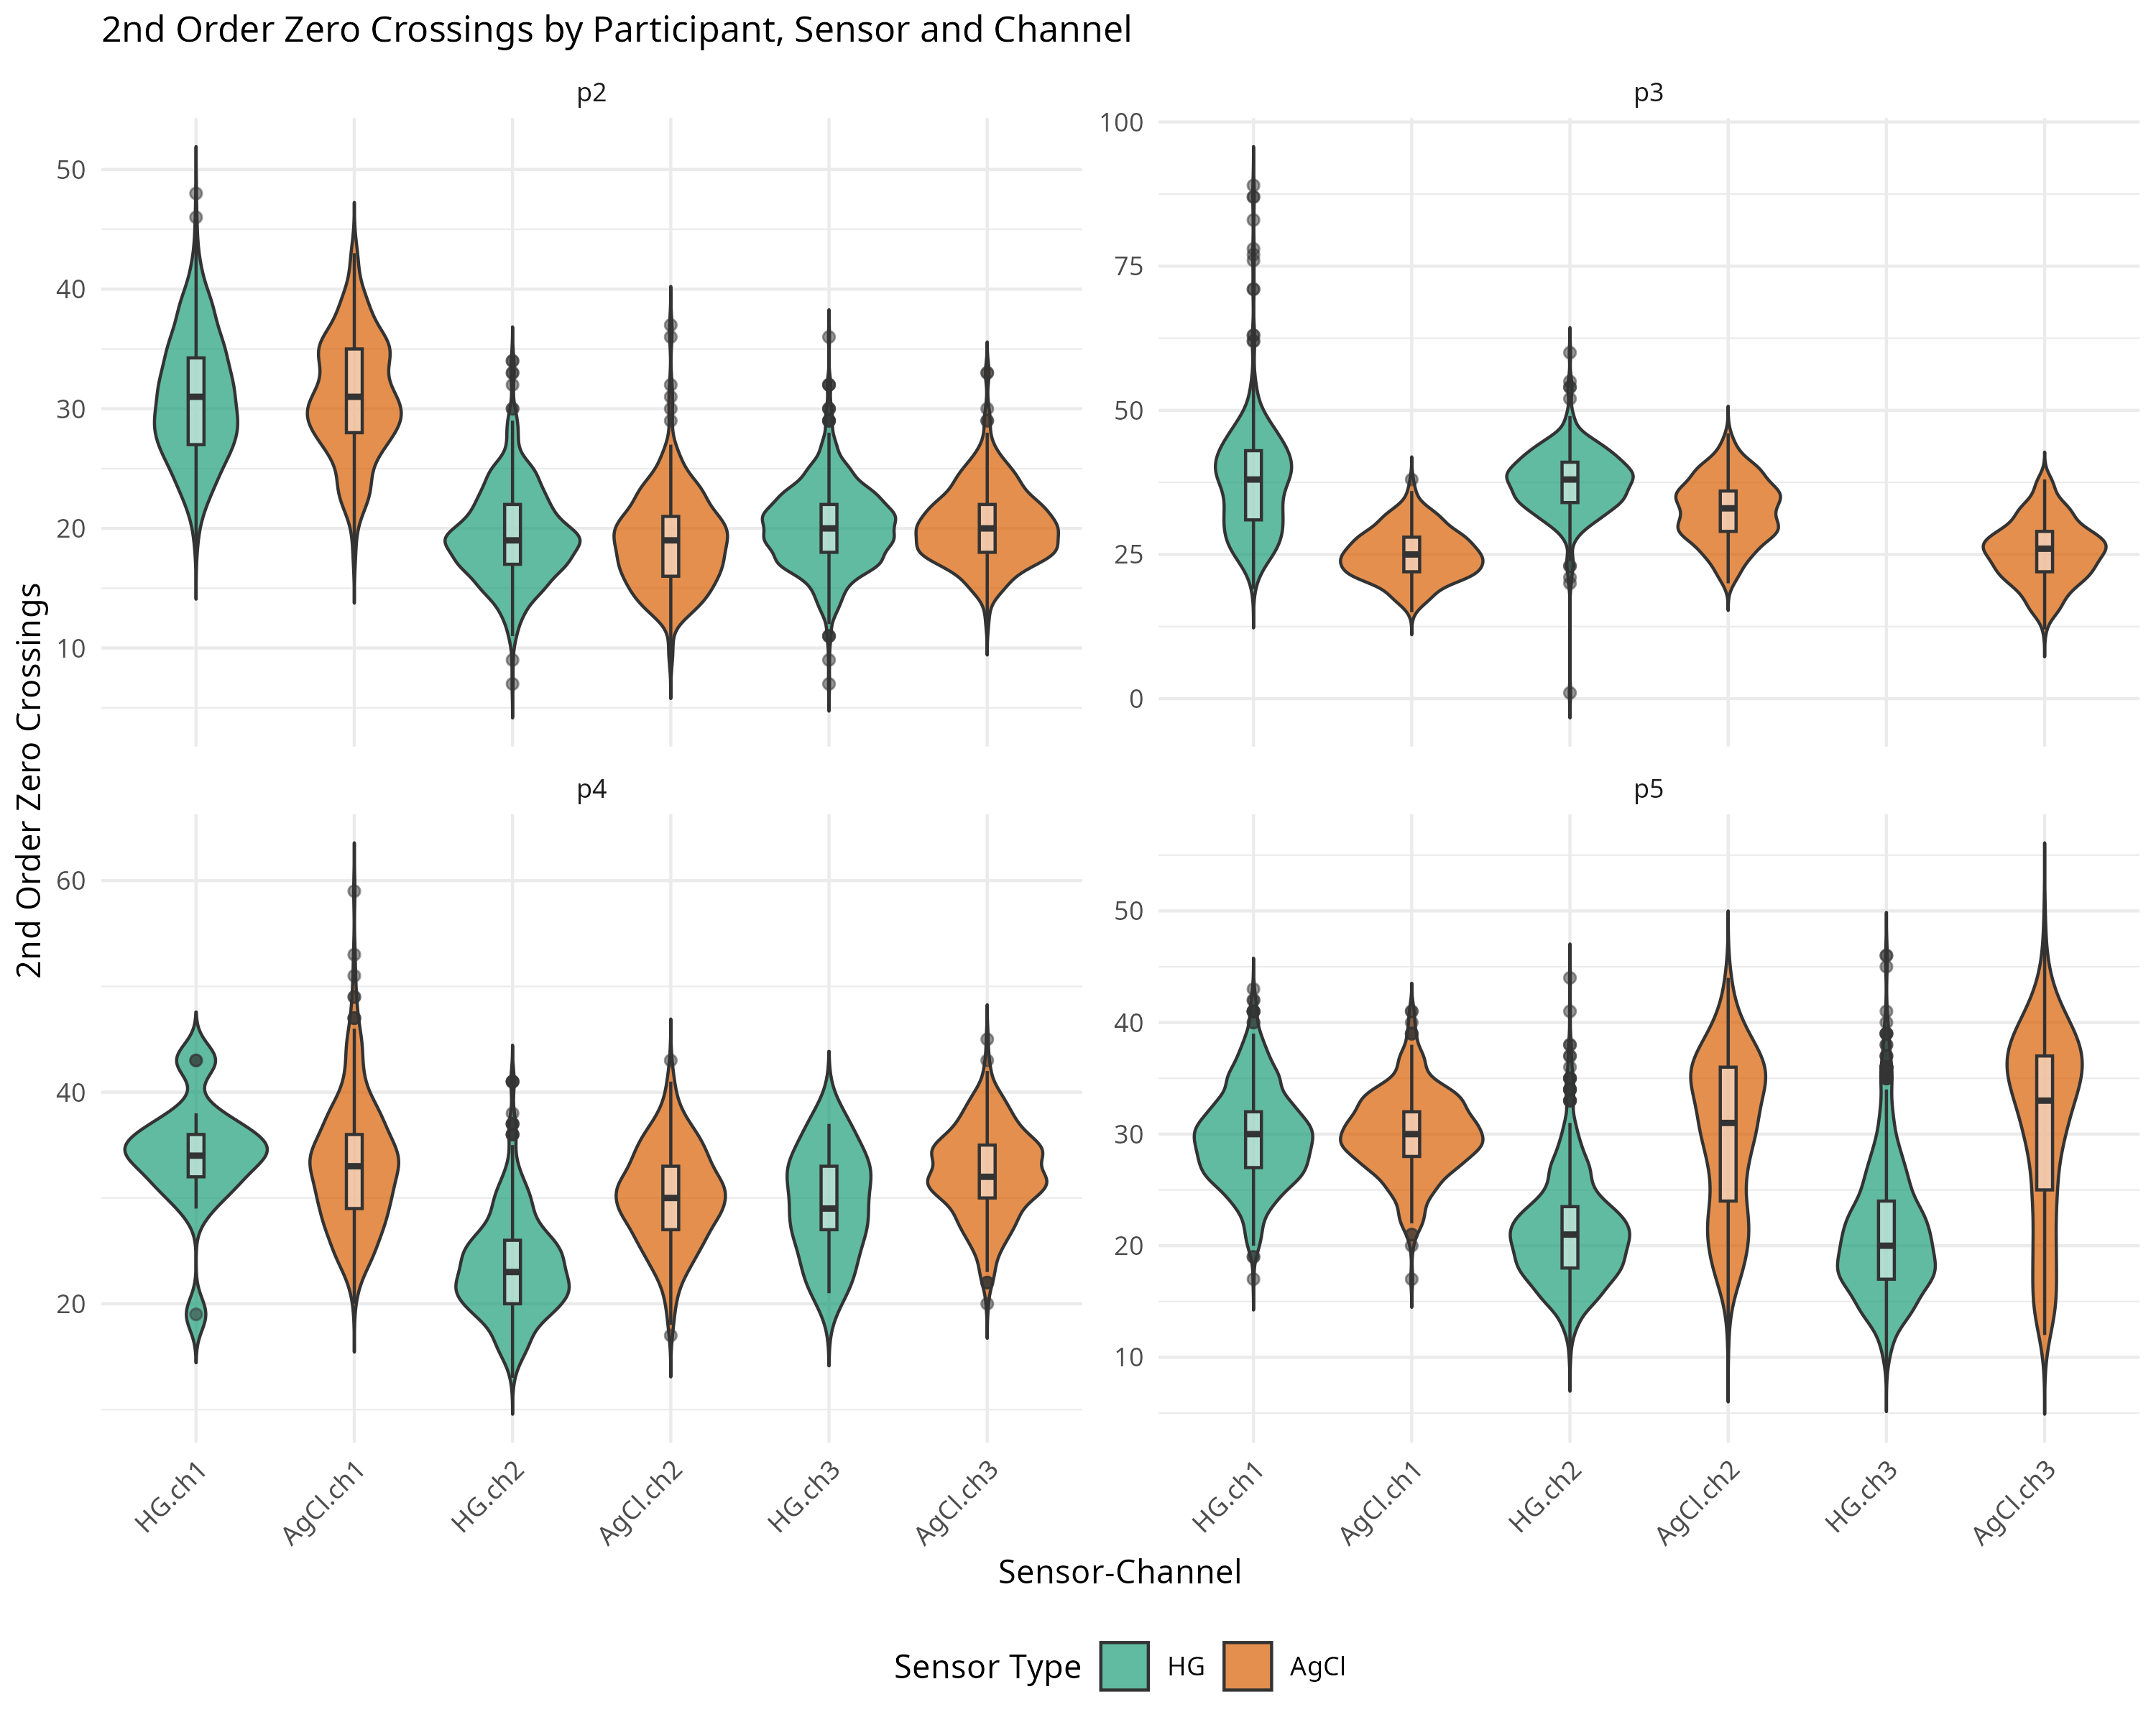 2nd Order Zero Crossings by Participant, Sensor and Channel
p2
p3
50
40
30
20
10
100
75
50
25
0
2nd Order Zero Crossings
p4
p5
60
40
20
50
40
30
20
10
HG.ch1
AgCl.ch1
HG.ch2
AgCl.ch2
HG.ch3
AgCl.ch3
HG.ch1
AgCl.ch1
HG.ch2
AgCl.ch2
HG.ch3
AgCl.ch3
Sensor-Channel
Sensor Type HG AgCl